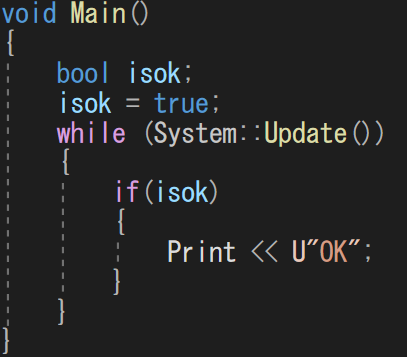 void Main()
{
bool isok;
isok = true;
while (System::Update())
{
if(isok)
{
Print << U"OK";
}
}
}